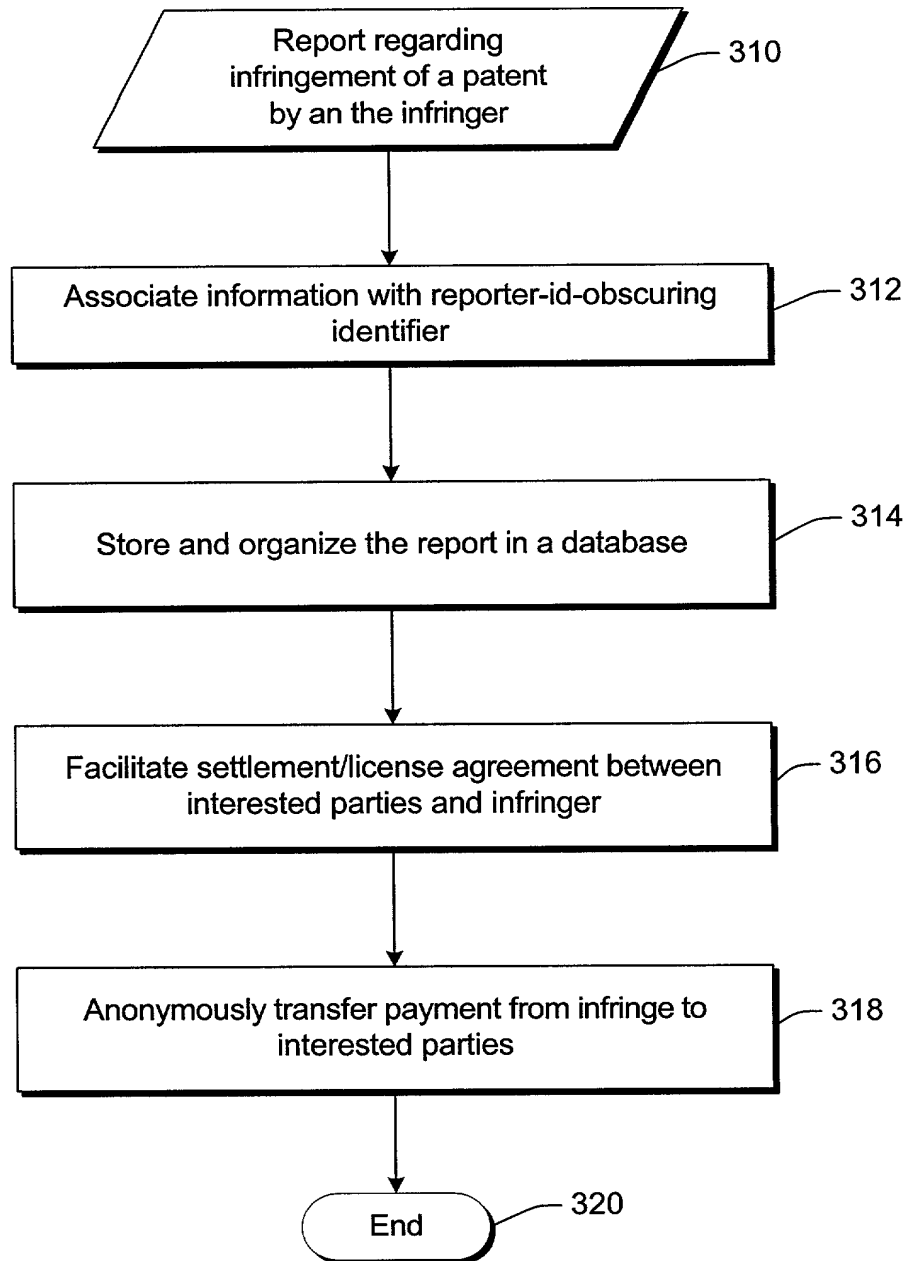 Report regarding
infringement of a patent
by an the infringer
310
Associate information with reporter-id-obscuring
identifier
312
Store and organize the report in a database
314
Facilitate settlement/license agreement between
interested parties and infringer
316
Anonymously transfer payment from infringe to
interested parties
318
End
320